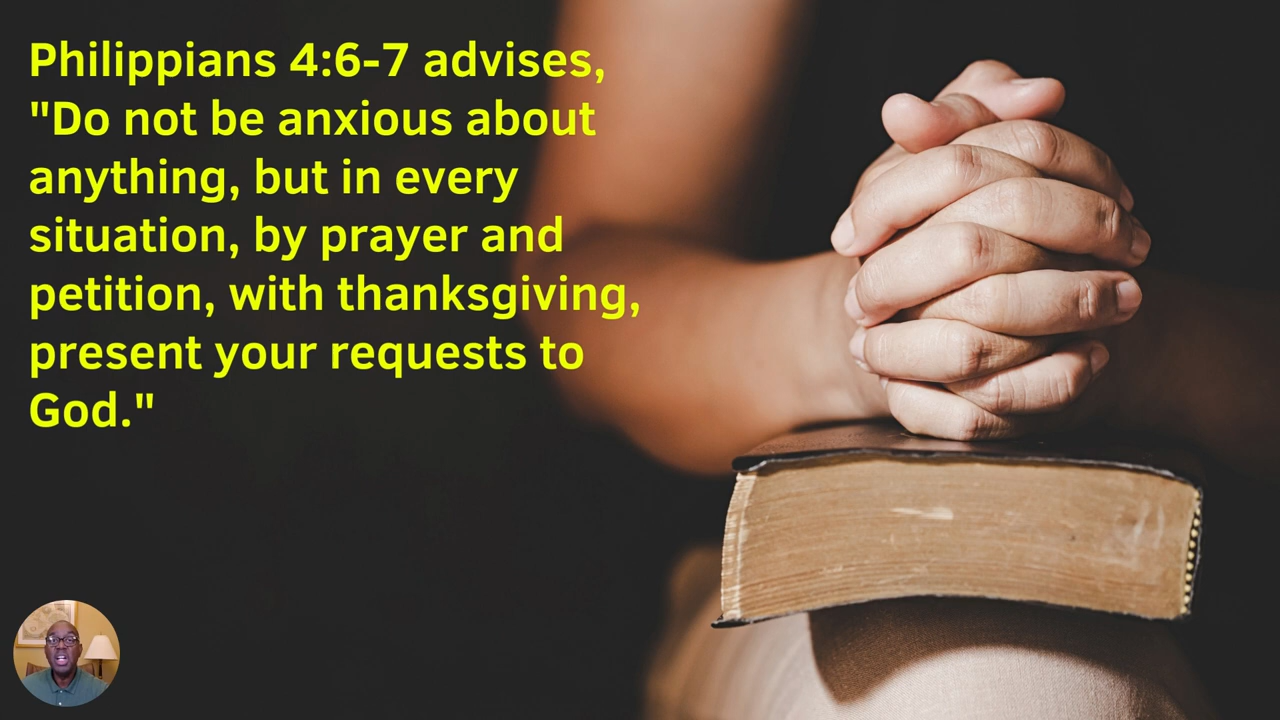 Philippians 4:6-7 advises,
"Do not be anxious about
anything, but in every
situation, by prayer and
petition, with thanksgiving,
present your requests to
God."